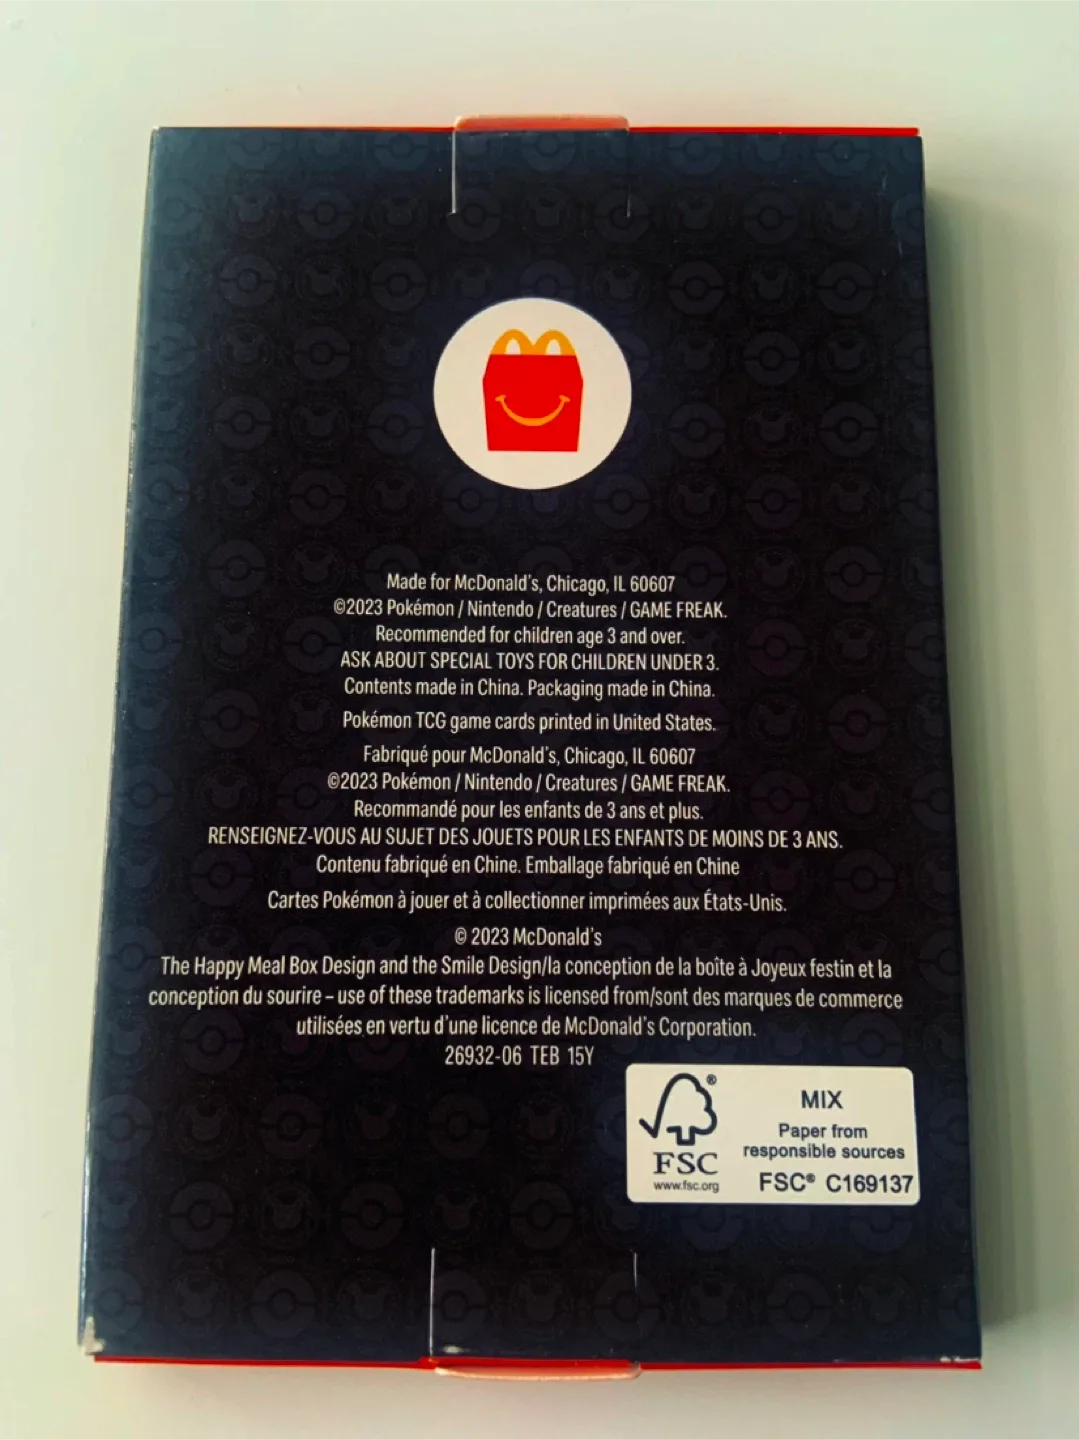 Made for McDonald's, Chicago, IL 60607
©2023 Pokémon / Nintendo / Creatures / GAME FREAK.
Recommended for children age 3 and over.
ASK ABOUT SPECIAL TOYS FOR CHILDREN UNDER 3.
Contents made in China. Packaging made in China.
Pokémon TCG game cards printed in United States.
Fabriqué pour McDonald's, Chicago, IL 60607
©2023 Pokémon / Nintendo / Creatures / GAME FREAK.
Recommandé pour les enfants de 3 ans et plus.
RENSEIGNEZ-VOUS AU SUJET DES JOUETS POUR LES ENFANTS DE MOINS DE 3 ANS.
Contenu fabriqué en Chine. Emballage fabriqué en Chine
Cartes Pokémon à jouer et à collectionner imprimées aux États-Unis.
© 2023 McDonald's
The Happy Meal Box Design and the Smile Design/la conception de la boîte à Joyeux festin et la
conception du sourire – use of these trademarks is licensed from/sont des marques de commerce
utilisées en vertu d'une licence de McDonald's Corporation.
26932-06 TEB 15Y
®
FSC
www.fsc.org
MIX
Paper from
responsible sources
FSC® C169137